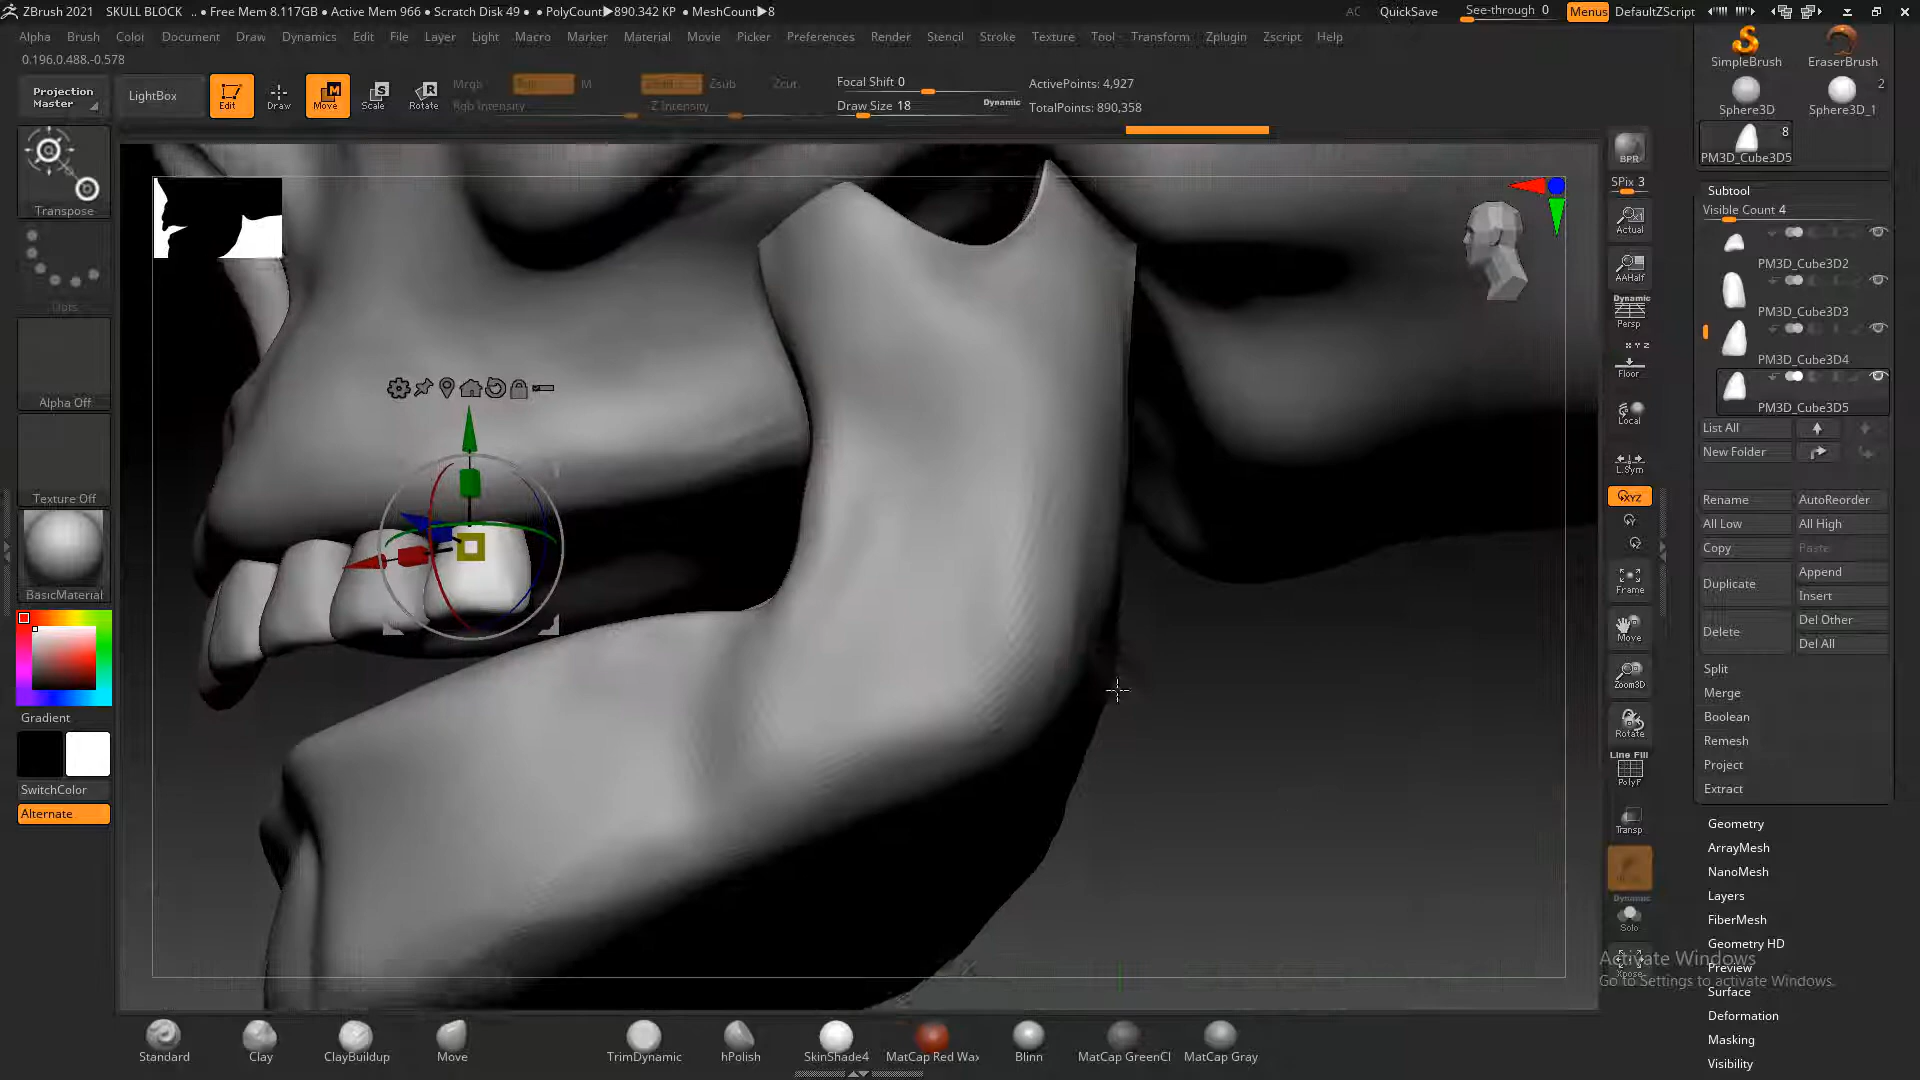 ZBrush 2021 SKULL BLOCK .. • Free Mem 8.117GB • Active Mem 966 • Scratch Disk 49 • • PolyCount▶890.342 KP • MeshCount▶8 AC QuickSave See-through 0 Menus DefaultZScript
Alpha Brush Color Document Draw Dynamics Edit File Layer Light Macro Marker Material Movie Picker Preferences Render Stencil Stroke Texture Tool Transform Zplugin Zscript Help
0.196,0.488,-0.578
Projection Master
LightBox
Edit Draw Move Scale Rotate
Mrgb M Zsub Zcut
Rgb Intensity Z Intensity
Focal Shift 0
Draw Size 18 Dynamic
ActivePoints: 4,927
TotalPoints: 890,358
Transpose
Dots
Alpha Off
Texture Off
BasicMaterial
Gradient
SwitchColor
Alternate
BPR
SPix 3
Actual
AAHalf
Dynamic
Persp
X Y Z
Floor
Local
L.Sym
XYZ
Frame
Move
Zoom3D
Rotate
Line Fill
PolyF
Transp
Dynamic
Solo
Xpose
SimpleBrush EraserBrush
2
Sphere3D Sphere3D_1
8
PM3D_Cube3D5
Subtool
Visible Count 4
PM3D_Cube3D2
PM3D_Cube3D3
PM3D_Cube3D4
PM3D_Cube3D5
List All
New Folder
Rename AutoReorder
All Low All High
Copy Paste
Duplicate Append
Insert
Delete Del Other
Del All
Split
Merge
Boolean
Remesh
Project
Extract
Geometry
ArrayMesh
NanoMesh
Layers
FiberMesh
Geometry HD
Preview
Surface
Deformation
Masking
Visibility
Activate Windows
Go to Settings to activate Windows.
Standard Clay ClayBuildup Move TrimDynamic hPolish SkinShade4 MatCap Red Wax Blinn MatCap GreenCl MatCap Gray